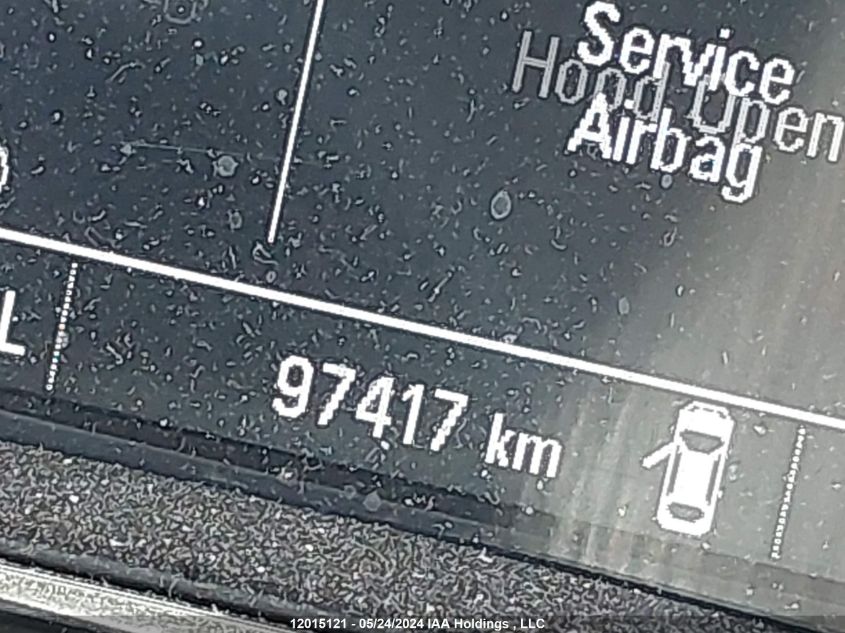 Service
Hood Open
Airbag
L
97417 km
12015121 - 05/24/2024 IAA Holdings , LLC